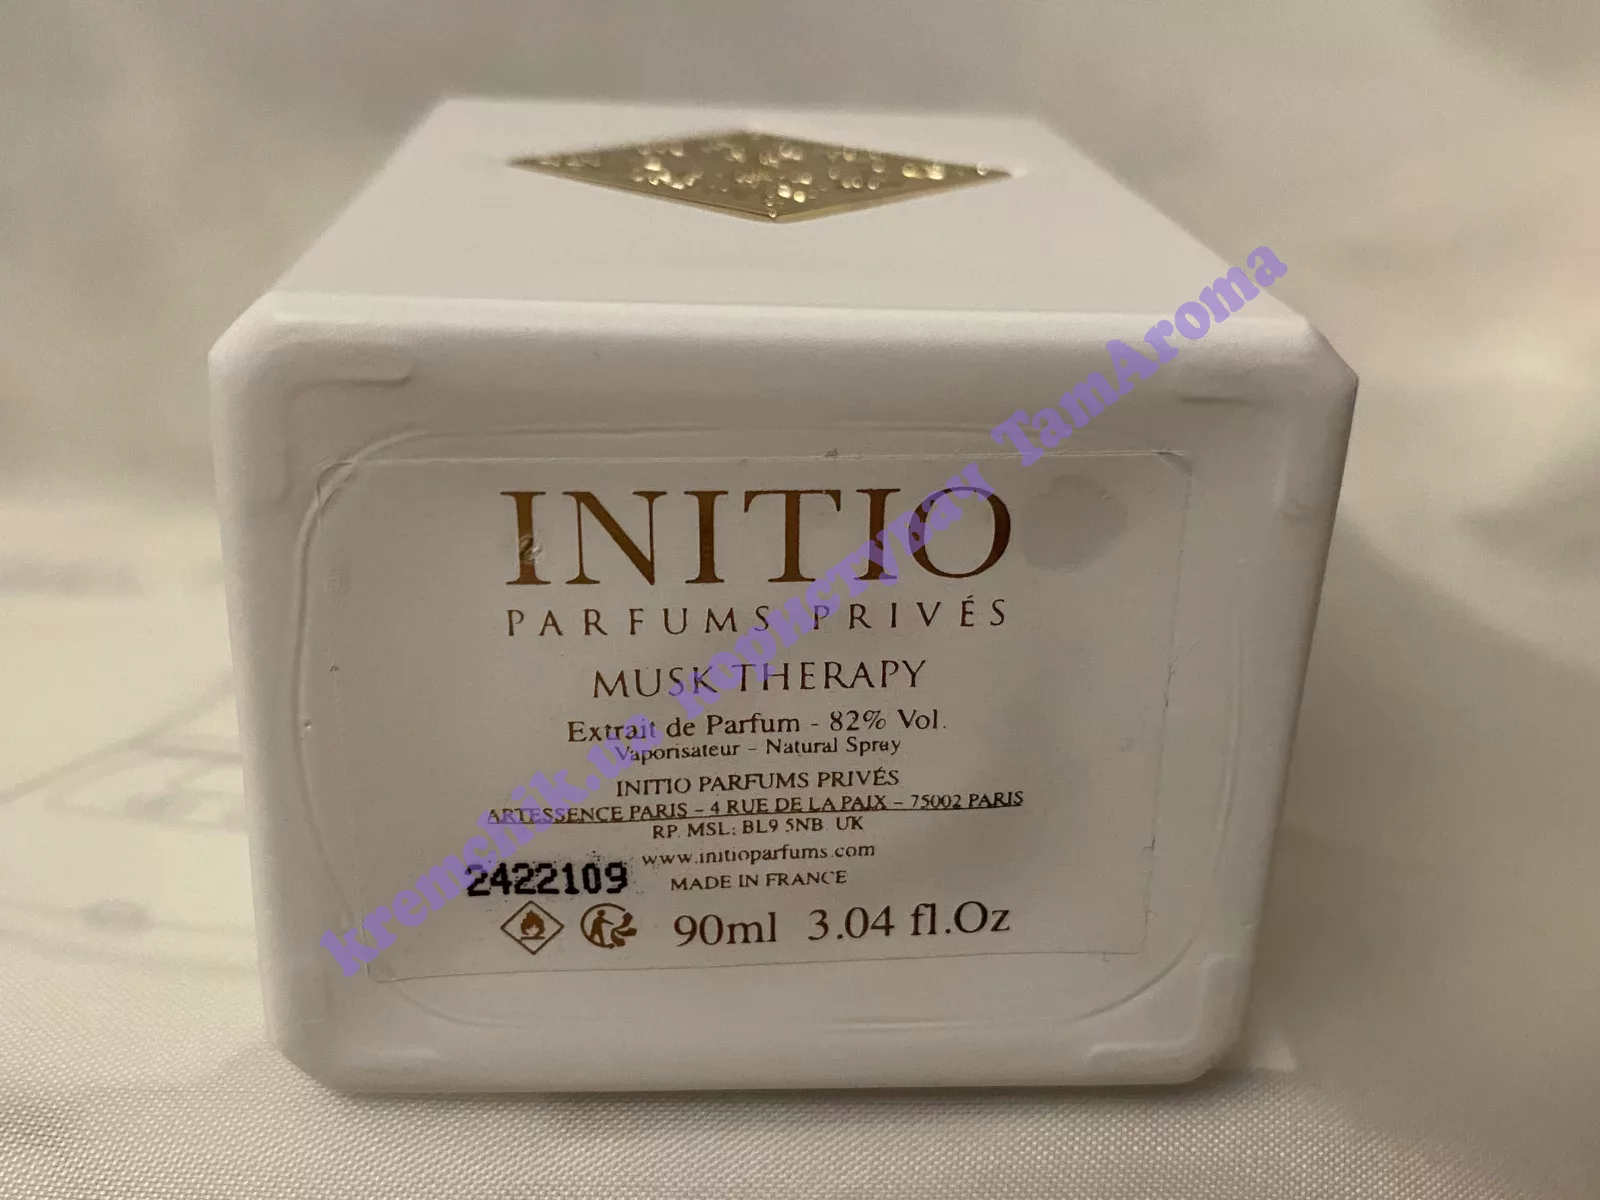 INITIO
PARFUMS PRIVÉS
MUSK THERAPY
Extrait de Parfum - 82% Vol.
Vaporisateur - Natural Spray
INITIO PARFUMS PRIVÉS
ARTESSENCE PARIS - 4 RUE DE LA PAIX - 75002 PARIS
RP. MSL: BL9 5NB. UK
www.initioparfums.com
2422109 MADE IN FRANCE
90ml 3.04 fl.Oz
kremchik.ua користувач TamAroma